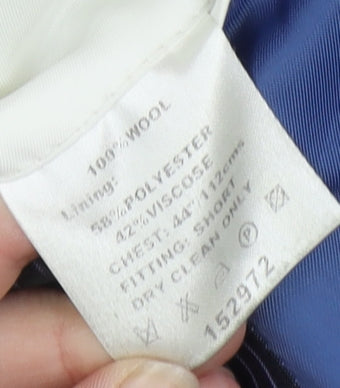 100% WOOL
Lining:
58% POLYESTER
42% VISCOSE
CHEST: 44"/112cms
FITTING: SHORT
DRY CLEAN ONLY
P
152972